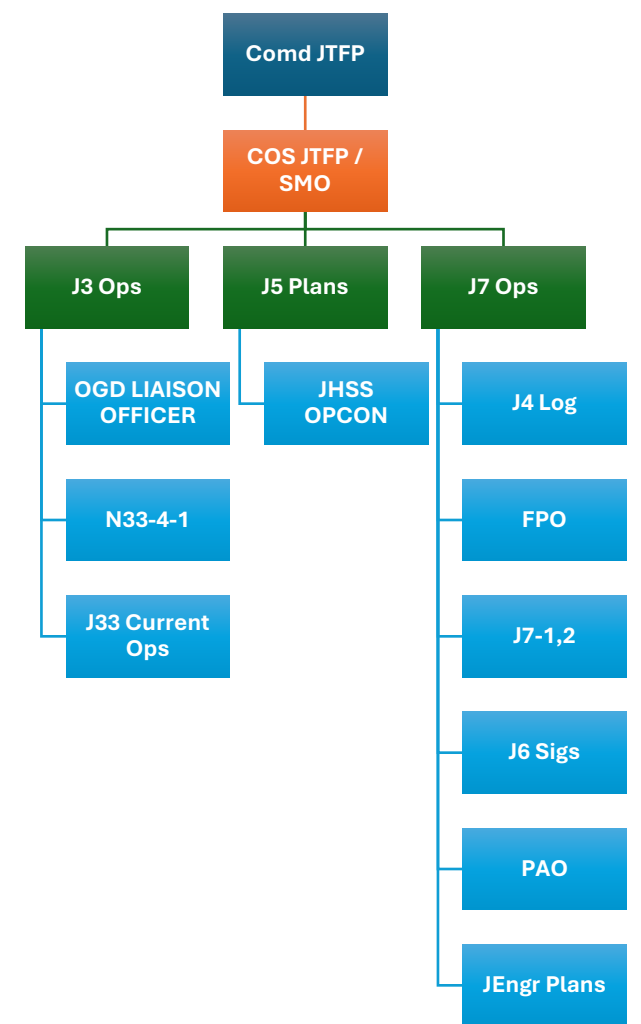 Comd JTFP
COS JTFP /
SMO
J3 Ops
J5 Plans
J7 Ops
OGD LIAISON
OFFICER
N33-4-1
J33 Current
Ops
JHSS
OPCON
J4 Log
FPO
J7-1,2
J6 Sigs
PAO
JEngr Plans